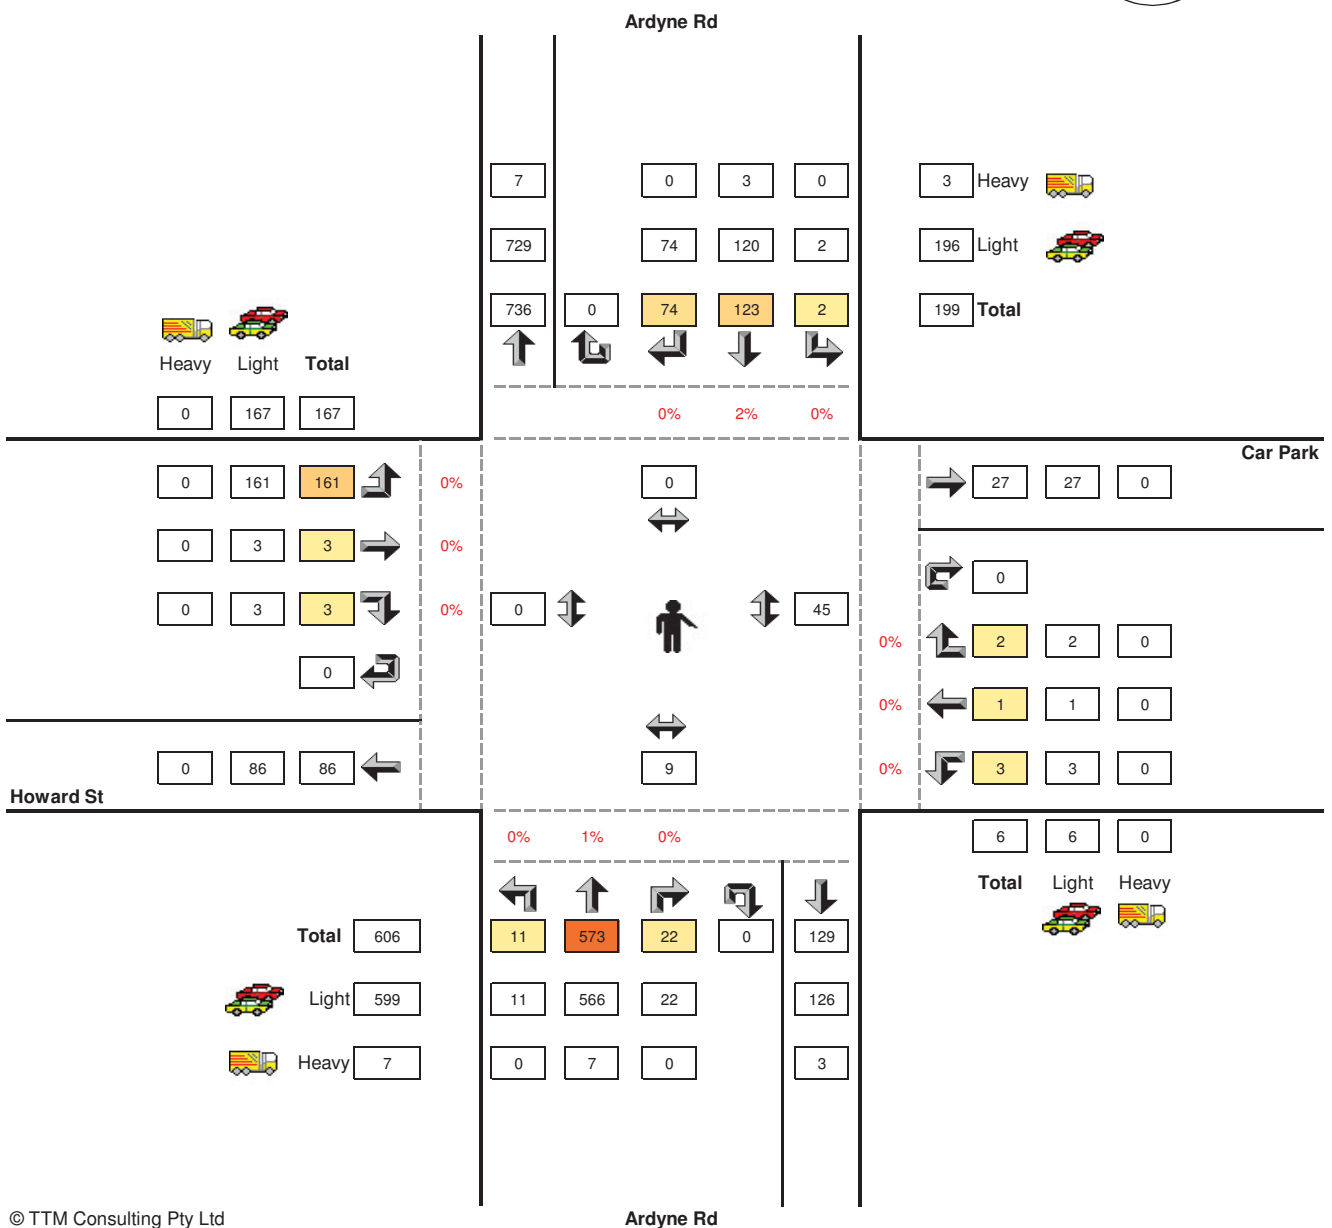 Ardyne Rd
7 0 3 0 3 Heavy
729 74 120 2 196 Light
736 0 74 123 2 199 Total
Heavy Light Total
0 167 167 0% 2% 0%
Car Park
0 161 161 0% 0 27 27 0
0 3 3 0%
0
0 3 3 0% 0 45
0% 2 2 0
0
0% 1 1 0
0 86 86 9 0% 3 3 0
Howard St
0% 1% 0% 6 6 0
Total Light Heavy
Total 606 11 573 22 0 129
Light 599 11 566 22 126
Heavy 7 0 7 0 3
© TTM Consulting Pty Ltd
Ardyne Rd